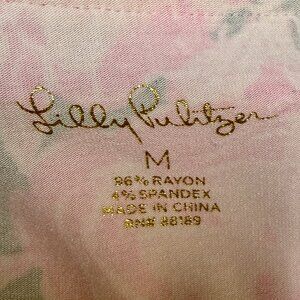 Lilly Pulitzer
M
96% RAYON
4% SPANDEX
MADE IN CHINA
RN# 88189